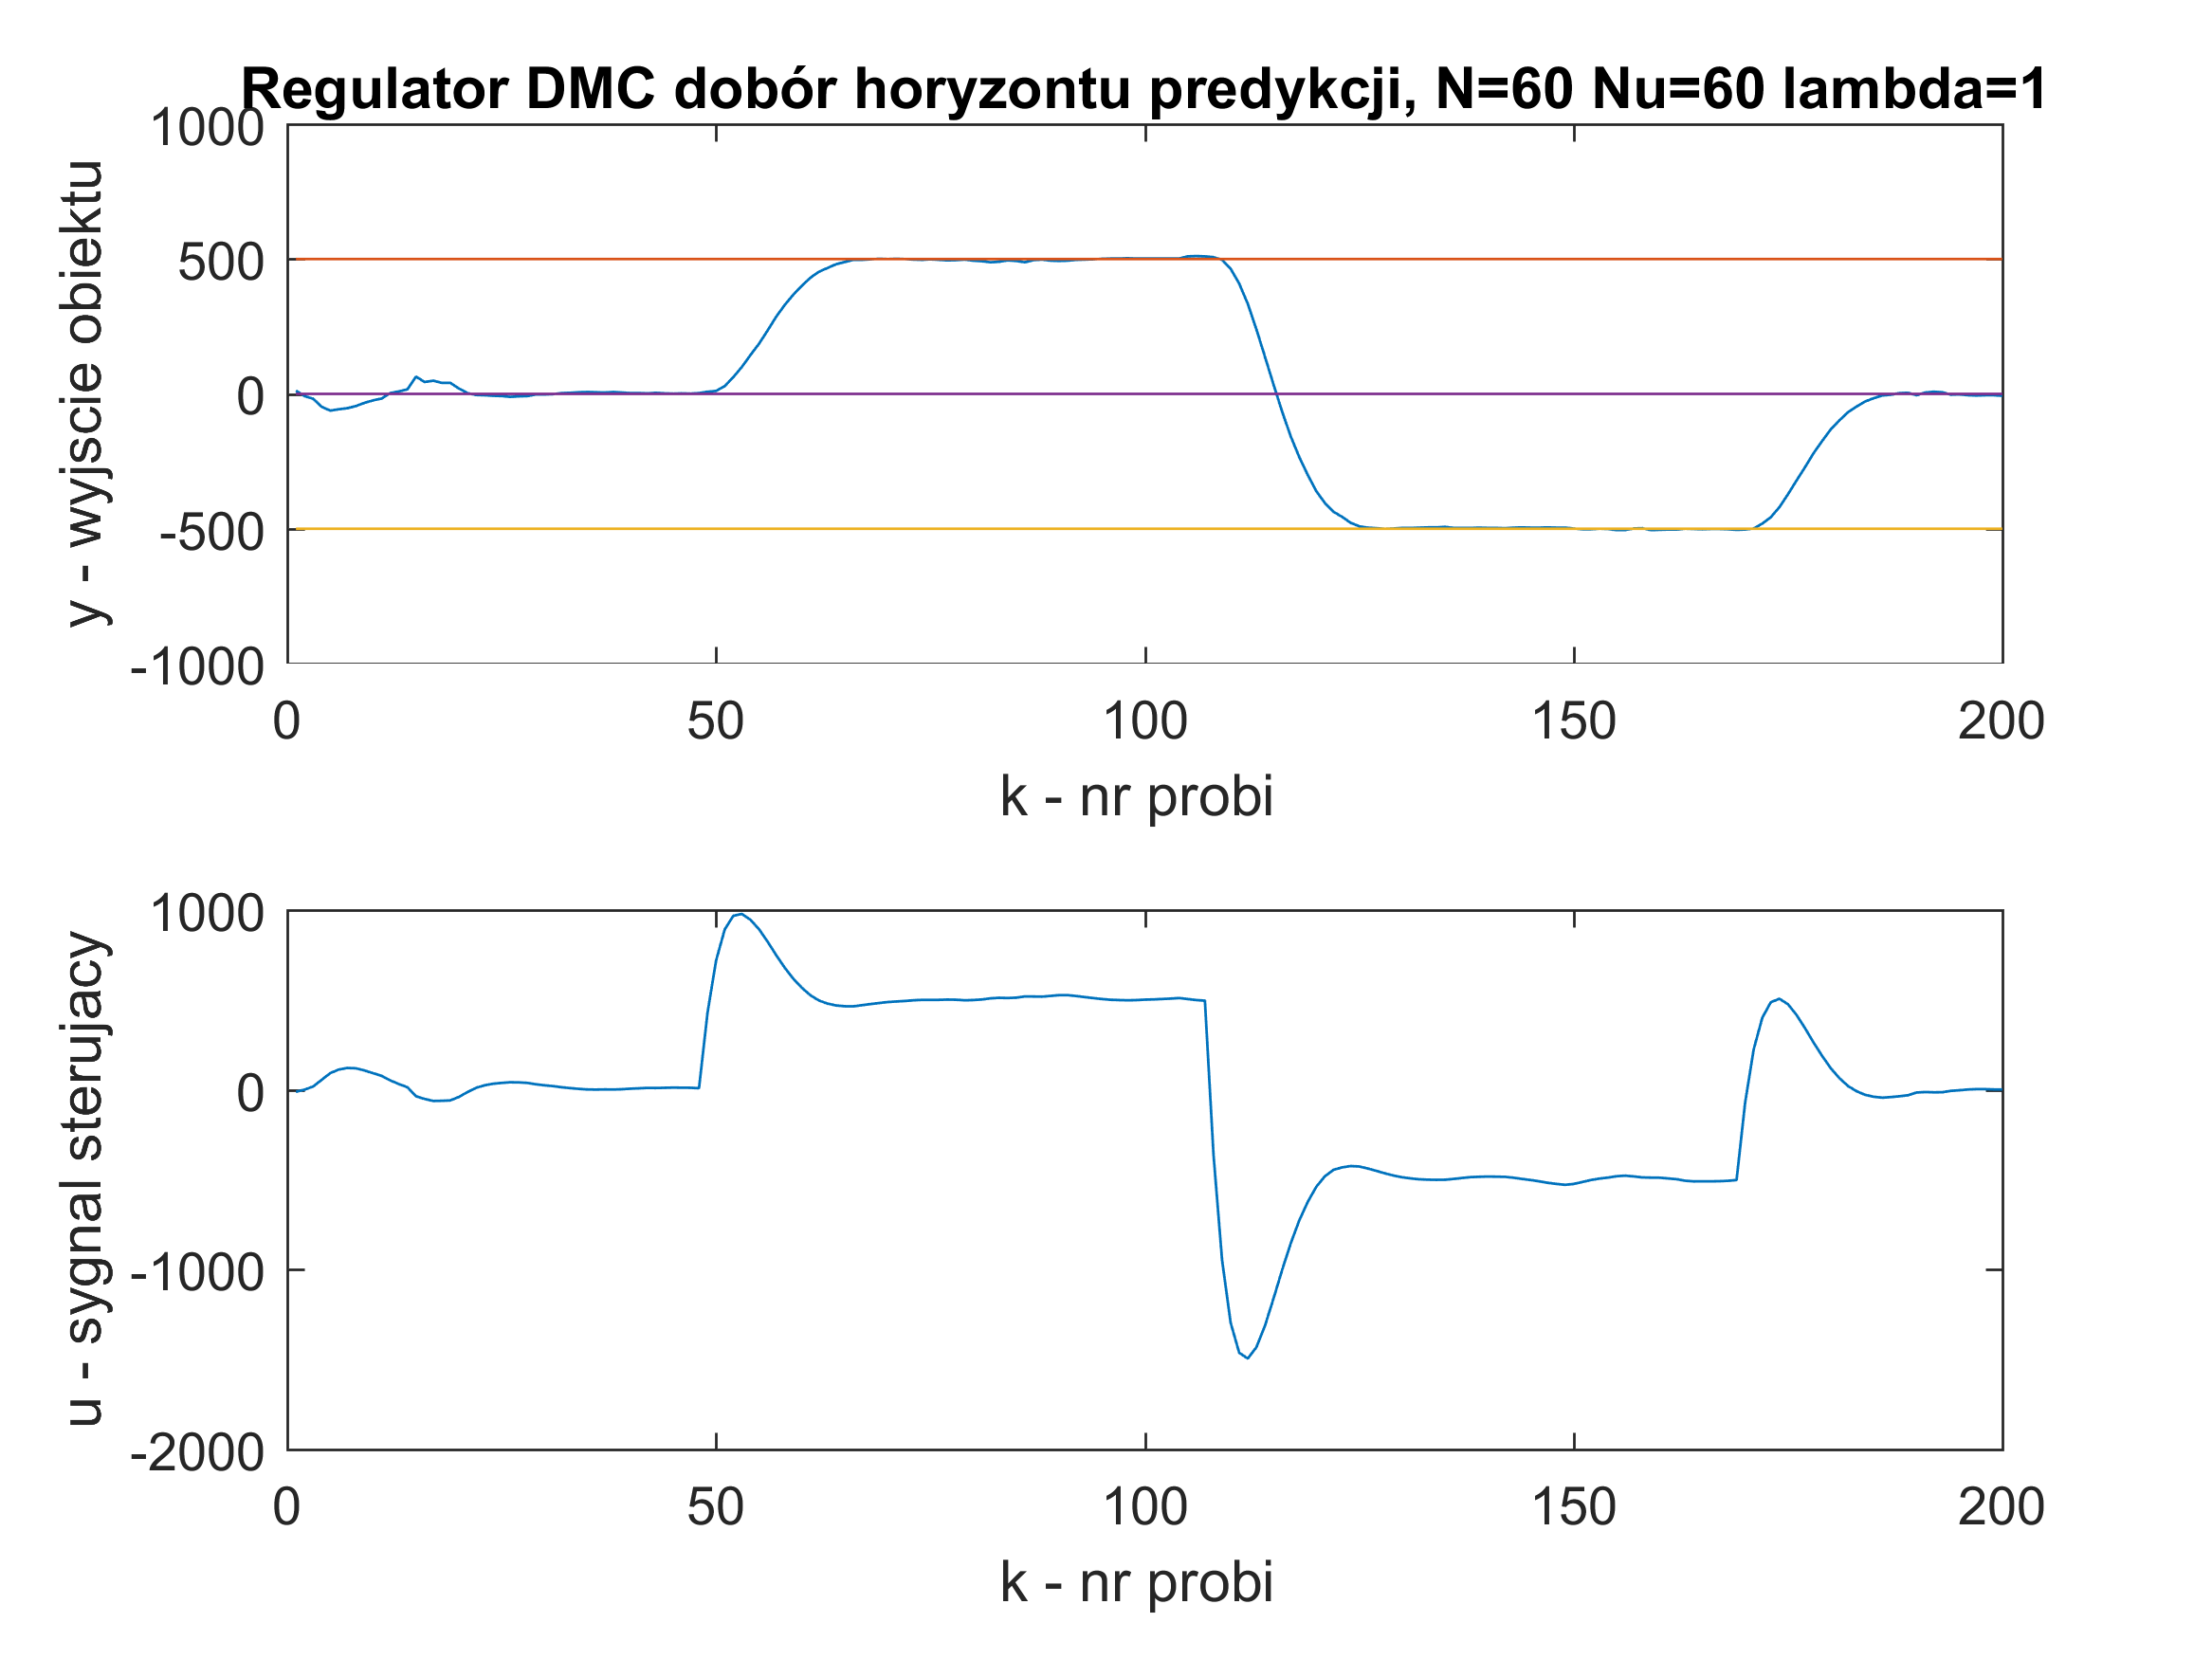 Regulator DMC dobór horyzontu predykcji, N=60 Nu=60 lambda=1
1000
500
0
-500
-1000
y - wyjscie obiektu
0 50 100 150 200
k - nr probi
1000
0
-1000
-2000
u - sygnal sterujacy
0 50 100 150 200
k - nr probi